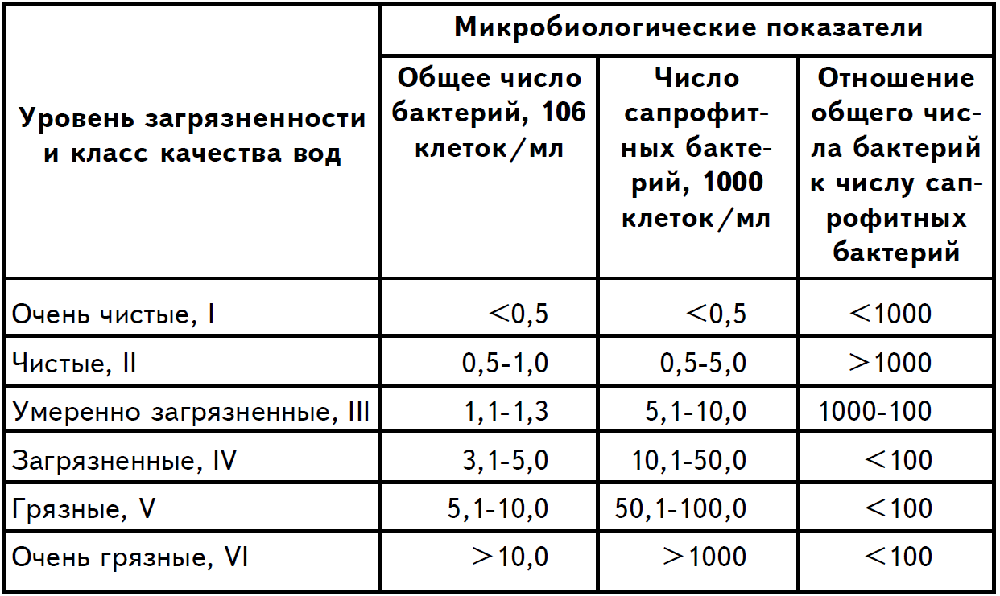 Микробиологические показатели
Уровень загрязненности
и класс качества вод
Общее число
бактерий, 106
клеток/мл
Число
сапрофит-
ных бакте-
рий, 1000
клеток/мл
Отношение
общего чис-
ла бактерий
к числу сап-
рофитных
бактерий
Очень чистые, I <0,5 <0,5 <1000
Чистые, II 0,5-1,0 0,5-5,0 >1000
Умеренно загрязненные, III 1,1-1,3 5,1-10,0 1000-100
Загрязненные, IV 3,1-5,0 10,1-50,0 <100
Грязные, V 5,1-10,0 50,1-100,0 <100
Очень грязные, VI >10,0 >1000 <100